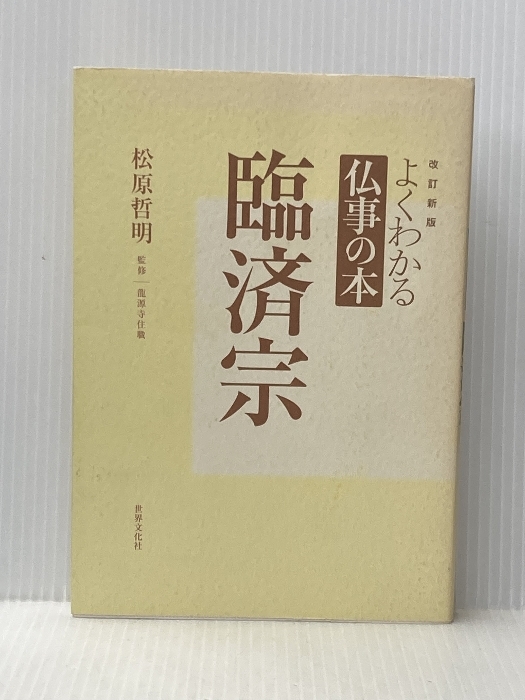 改訂新版
よくわかる
仏事の本
臨済宗
松原哲明
監修|龍源寺住職
世界文化社